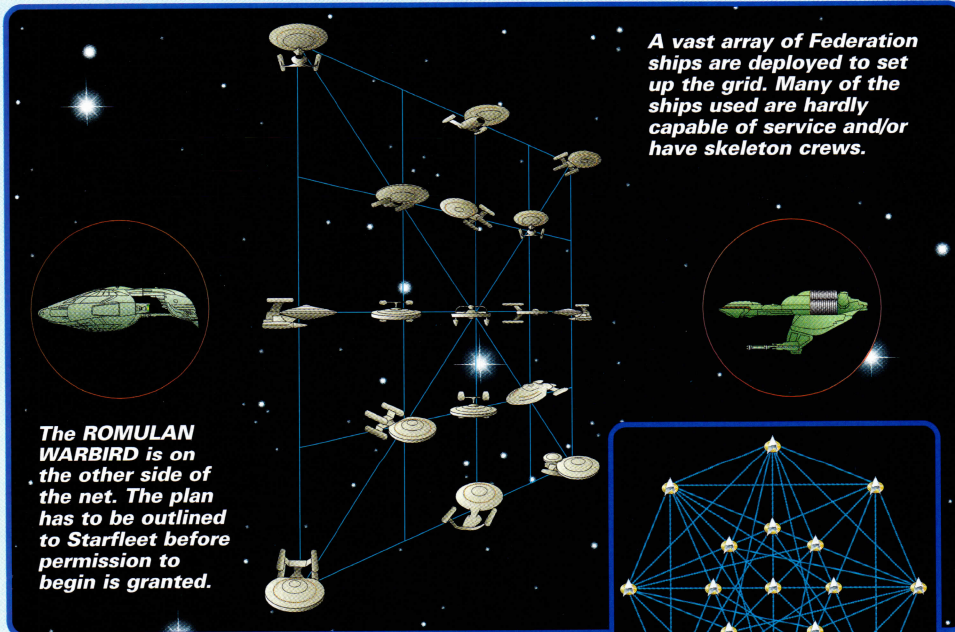 A vast array of Federation
ships are deployed to set
up the grid. Many of the
ships used are hardly
capable of service and/or
have skeleton crews.
The ROMULAN
WARBIRD is on
the other side of
the net. The plan
has to be outlined
to Starfleet before
permission to
begin is granted.